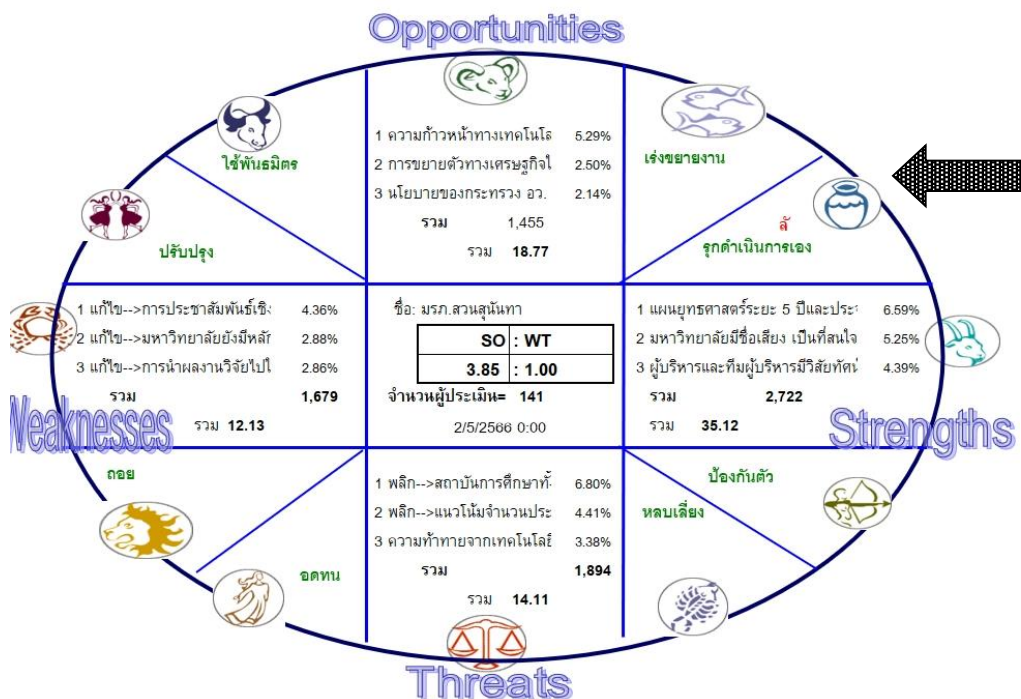 Opportunities
1 ความก้าวหน้าทางเทคโนโล 5.29%
2 การขยายตัวทางเศรษฐกิจใ 2.50%
3 นโยบายของกระทรวง อว. 2.14%
รวม 1,455
รวม 18.77
ใช้พันธมิตร
เร่งขยายงาน
ปรับปรุง
ลั
รุกดำเนินการเอง
1 แก้ไข-->การประชาสัมพันธ์เชิง 4.36%
2 แก้ไข-->มหาวิทยาลัยยังมีหลัก 2.88%
3 แก้ไข-->การนำผลงานวิจัยไปใ 2.86%
รวม 1,679
รวม 12.13
Weaknesses
ชื่อ: มรภ.สวนสุนันทา
SO : WT
3.85 : 1.00
จำนวนผู้ประเมิน= 141
2/5/2566 0:00
1 แผนยุทธศาสตร์ระยะ 5 ปีและประจ 6.59%
2 มหาวิทยาลัยมีชื่อเสียง เป็นที่สนใจ 5.25%
3 ผู้บริหารและทีมผู้บริหารมีวิสัยทัศน์ 4.39%
รวม 2,722
รวม 35.12
Strengths
ถอย
ป้องกันตัว
หลบเลี่ยง
อดทน
1 พลิก-->สถาบันการศึกษาทั้ 6.80%
2 พลิก-->แนวโน้มจำนวนประ 4.41%
3 ความท้าทายจากเทคโนโลยี 3.38%
รวม 1,894
รวม 14.11
Threats